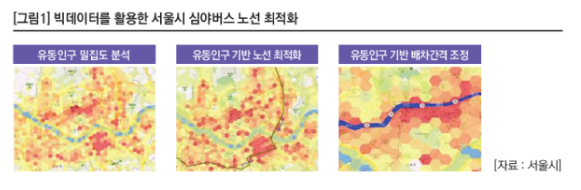 [그림1] 빅데이터를 활용한 서울시 심야버스 노선 최적화
유동인구 밀집도 분석
유동인구 기반 노선 최적화
유동인구 기반 배차간격 조정
[자료 : 서울시]